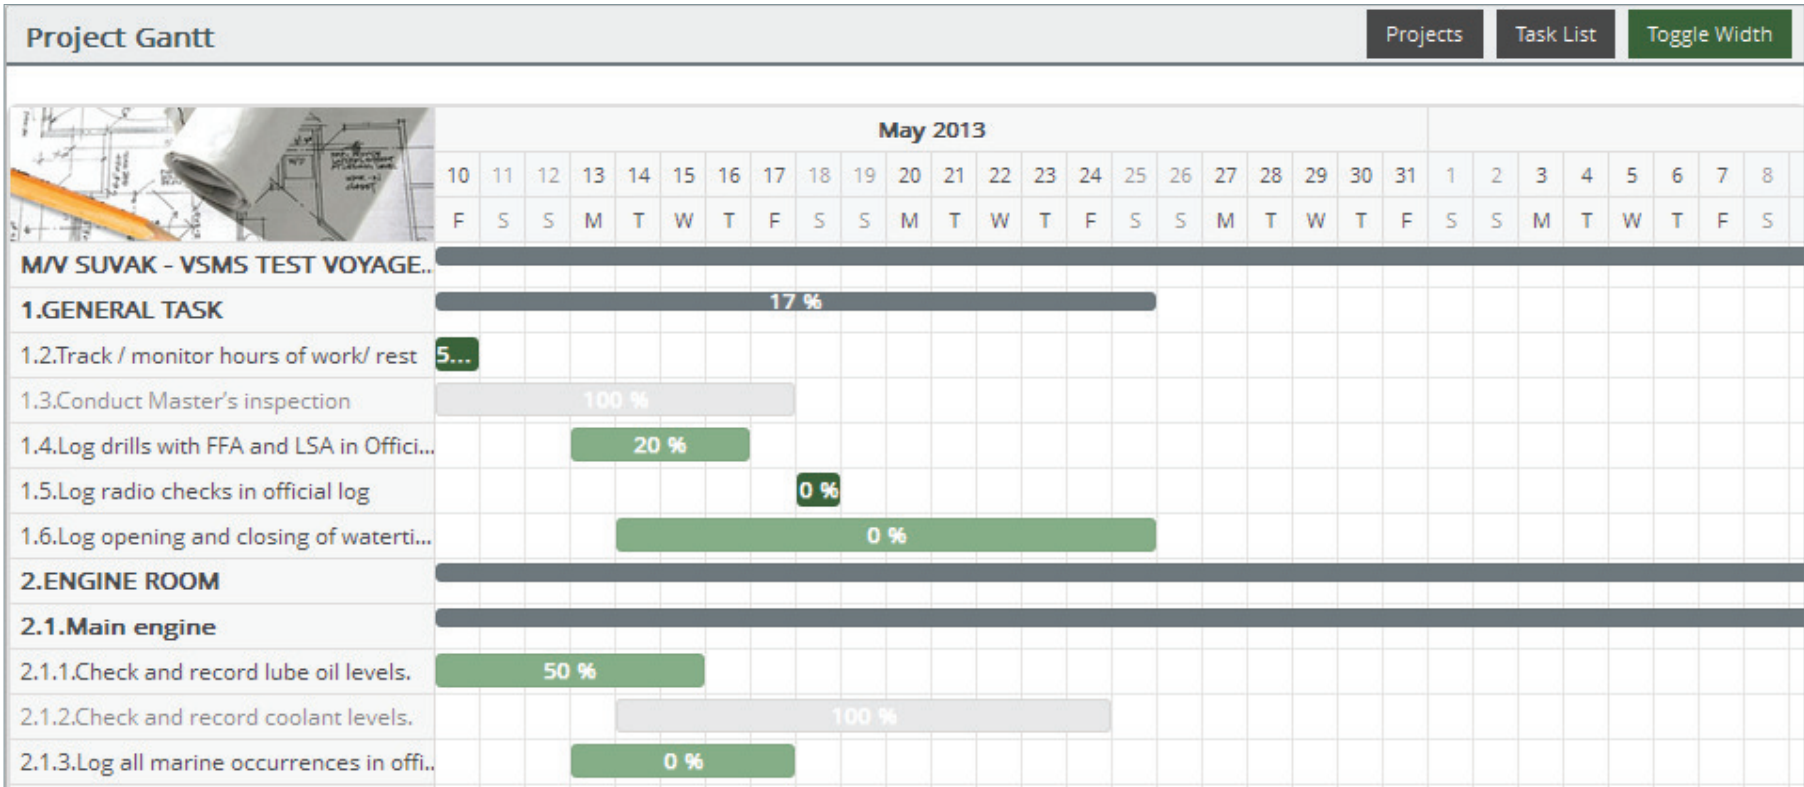 Project Gantt
Projects
Task List
Toggle Width
May 2013
10 11 12 13 14 15 16 17 18 19 20 21 22 23 24 25 26 27 28 29 30 31 1 2 3 4 5 6 7 8
F S S M T W T F S S M T W T F S S M T W T F S S M T W T F S
M/V SUVAK - VSMS TEST VOYAGE...
1.GENERAL TASK
17 %
1.2.Track / monitor hours of work/ rest
5...
1.3.Conduct Master's inspection
100 %
1.4.Log drills with FFA and LSA in Offici...
20 %
1.5.Log radio checks in official log
0 %
1.6.Log opening and closing of waterti...
0 %
2.ENGINE ROOM
2.1.Main engine
2.1.1.Check and record lube oil levels.
50 %
2.1.2.Check and record coolant levels.
100 %
2.1.3.Log all marine occurrences in offi..
0 %